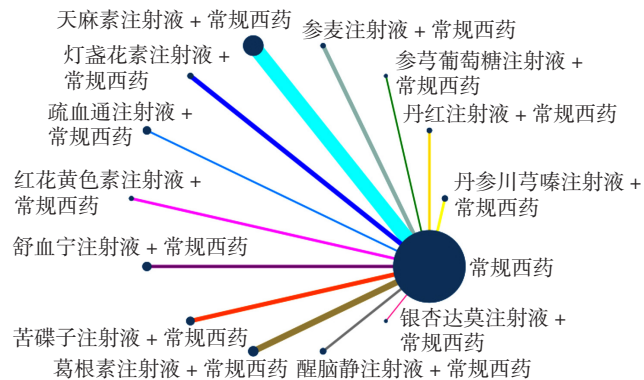 天麻素注射液 + 常规西药
参麦注射液 + 常规西药
灯盏花素注射液 +
常规西药
参芎葡萄糖注射液 +
常规西药
疏血通注射液 +
常规西药
丹红注射液 + 常规西药
红花黄色素注射液 +
常规西药
丹参川芎嗪注射液 +
常规西药
舒血宁注射液 + 常规西药
常规西药
银杏达莫注射液 +
常规西药
苦碟子注射液 + 常规西药
葛根素注射液 + 常规西药
醒脑静注射液 + 常规西药